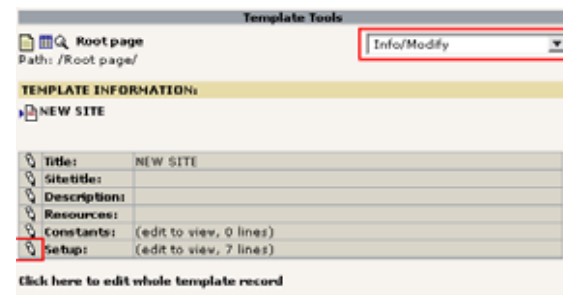 Template Tools
Root page
Info/Modify
Path: /Root page/
TEMPLATE INFORMATION:
NEW SITE
Title: NEW SITE
Sitetitle:
Description:
Resources:
Constants: (edit to view, 0 lines)
Setup: (edit to view, 7 lines)
Click here to edit whole template record